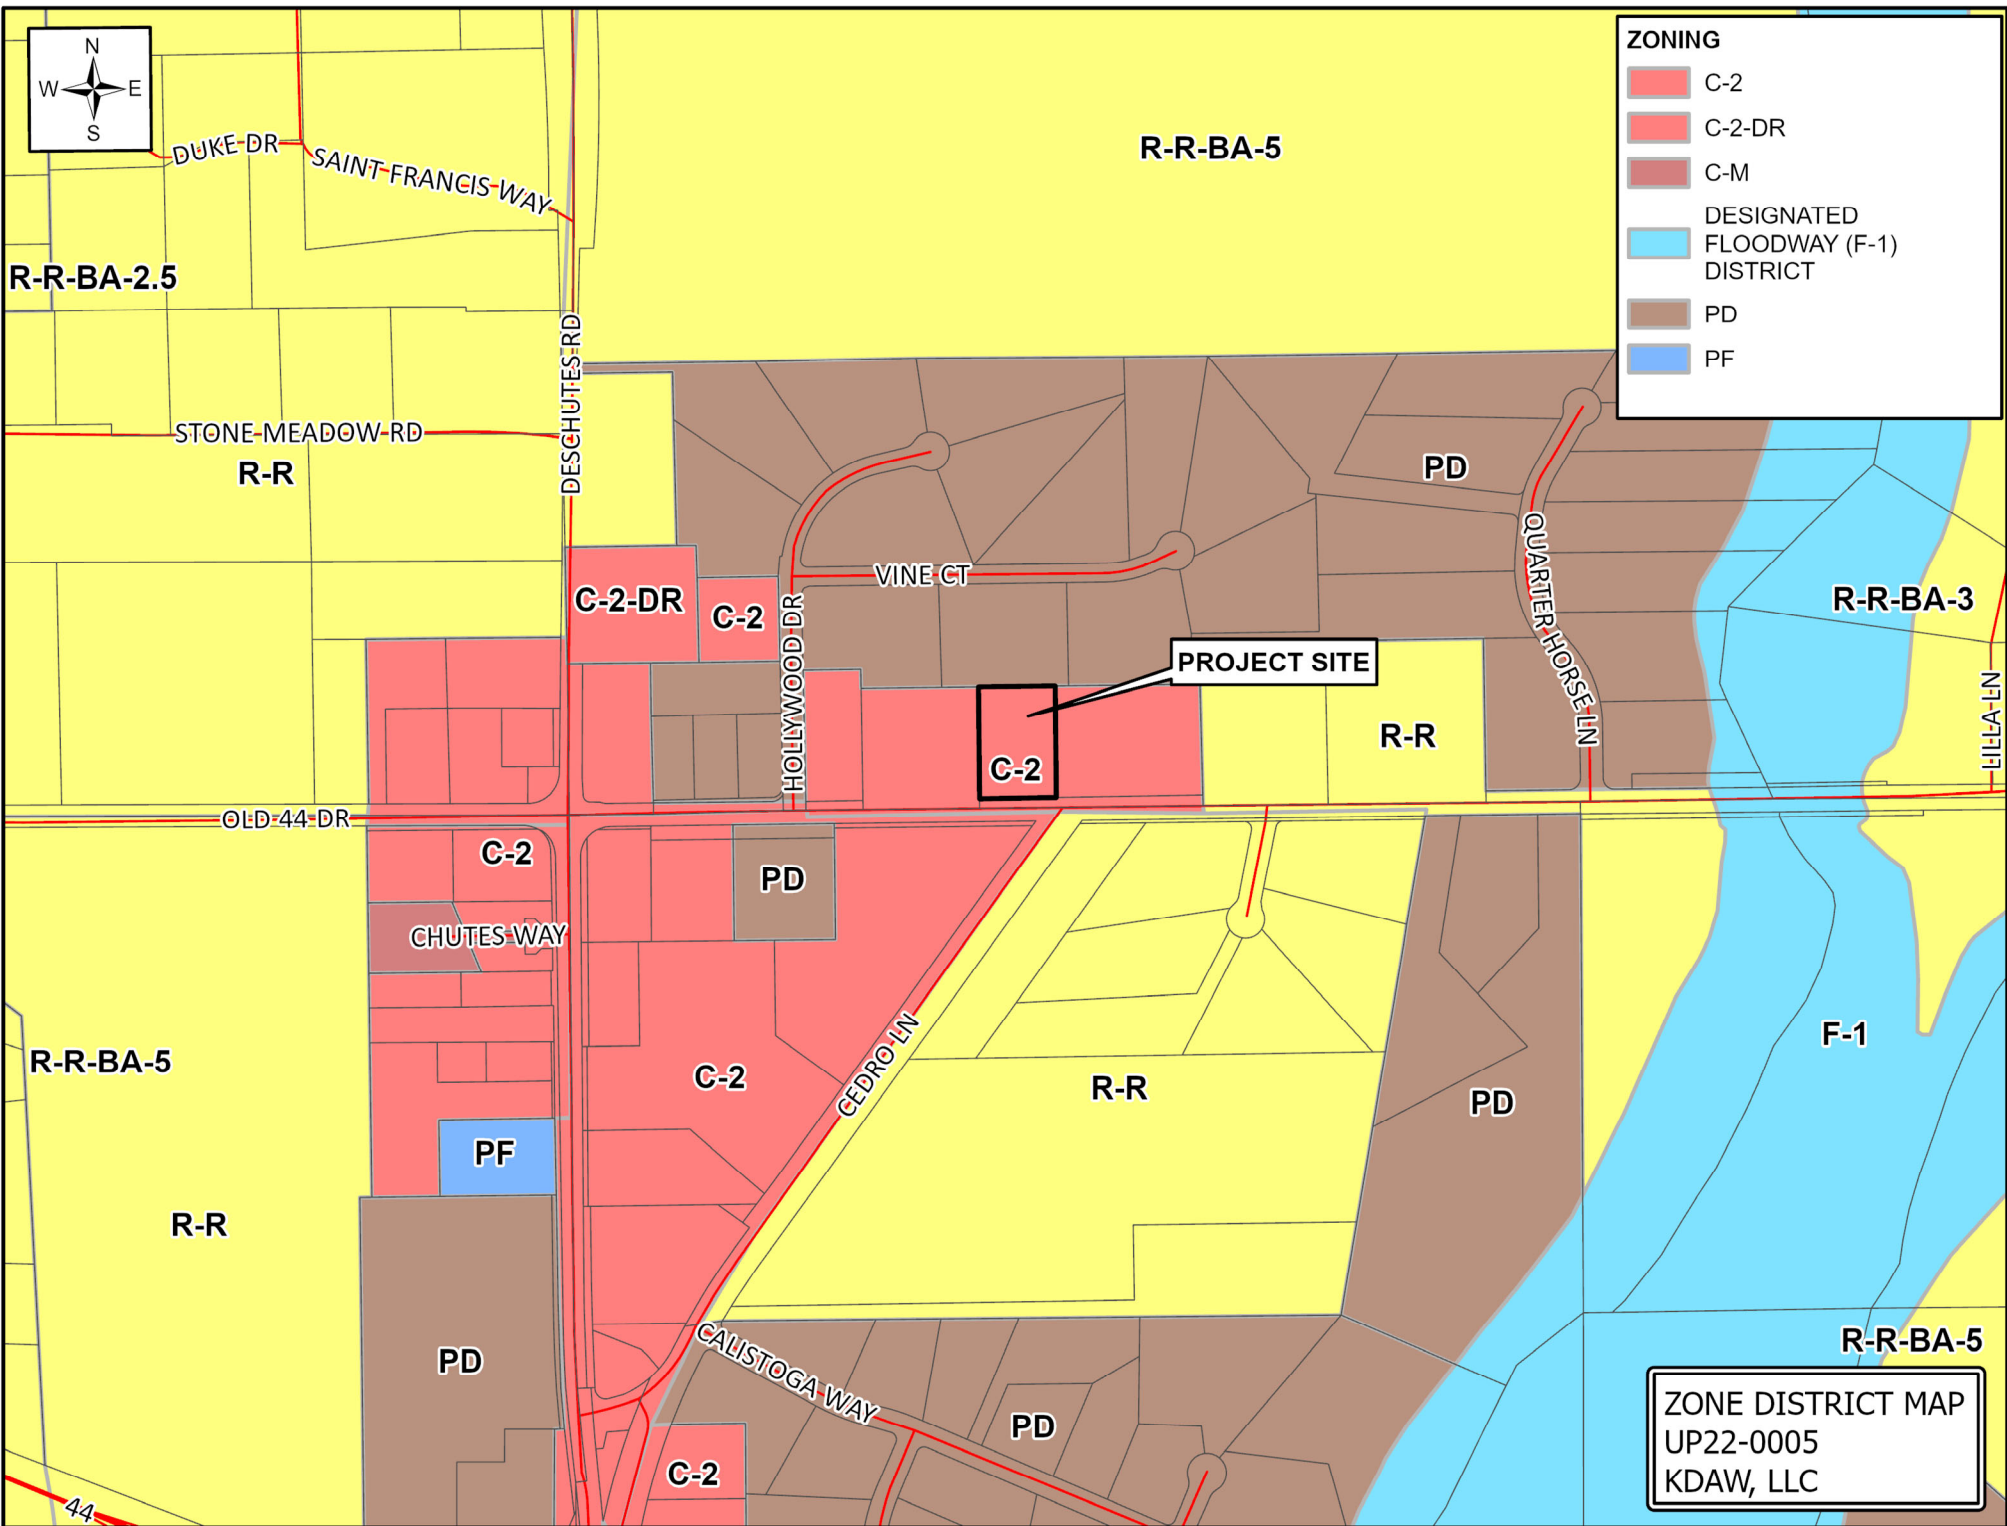 N
W E
S
ZONING
C-2
C-2-DR
C-M
DESIGNATED
FLOODWAY (F-1)
DISTRICT
PD
PF
DUKE DR
SAINT FRANCIS WAY
R-R-BA-5
R-R-BA-2.5
DESCHUTES RD
STONE MEADOW RD
R-R
PD
QUARTER HORSE LN
VINE CT
C-2-DR
C-2
HOLLYWOOD DR
R-R-BA-3
PROJECT SITE
LILLA LN
R-R
C-2
OLD 44 DR
C-2
PD
CHUTES WAY
R-R-BA-5
C-2
CEDRO LN
R-R
PD
F-1
PF
R-R
PD
CALISTOGA WAY
R-R-BA-5
PD
C-2
44
ZONE DISTRICT MAP
UP22-0005
KDAW, LLC